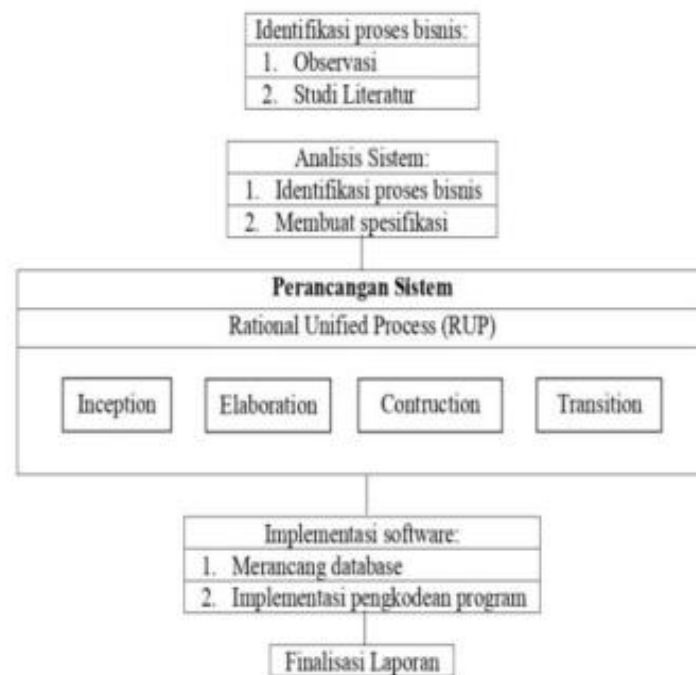 Identifikasi proses bisnis:
1. Observasi
2. Studi Literatur
Analisis Sistem:
1. Identifikasi proses bisnis
2. Membuat spesifikasi
Perancangan Sistem
Rational Unified Process (RUP)
Inception
Elaboration
Contruction
Transition
Implementasi software:
1. Merancang database
2. Implementasi pengkodean program
Finalisasi Laporan